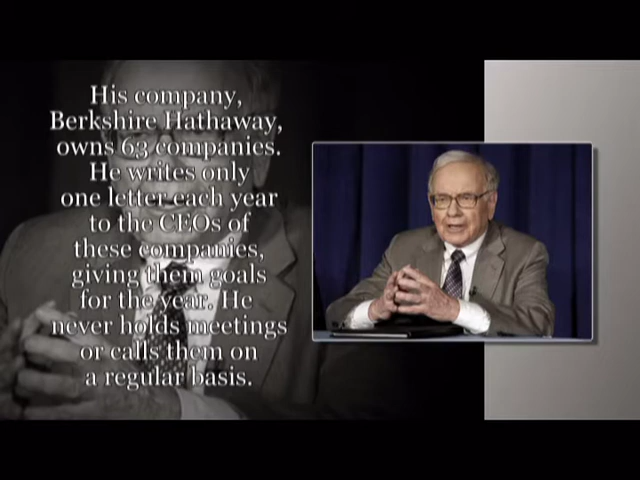 His company,
Berkshire Hathaway,
owns 63 companies.
He writes only
one letter each year
to the CEOs of
these companies,
giving them goals
for the year. He
never holds meetings
or calls them on
a regular basis.